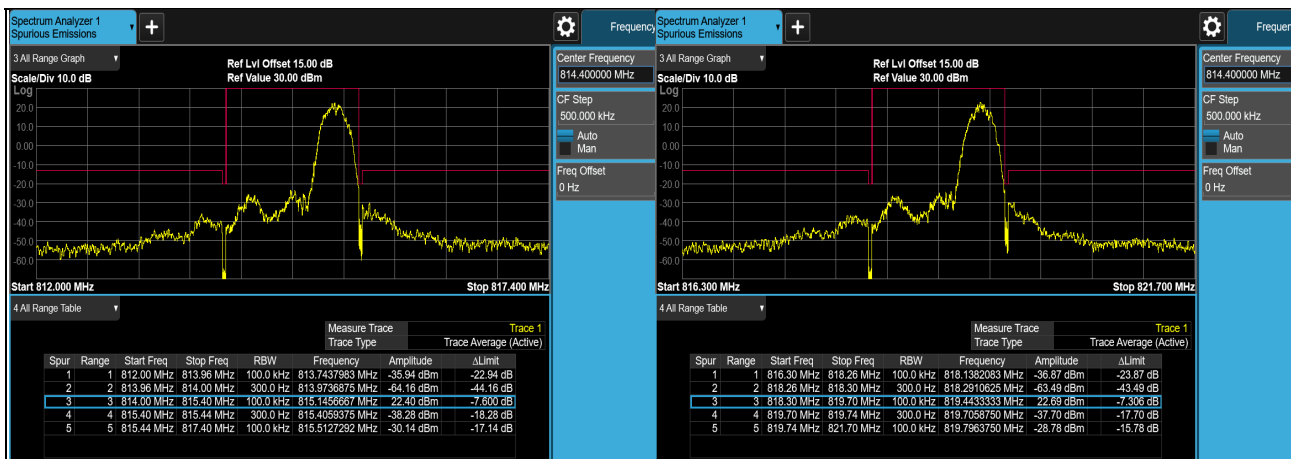 Spectrum Analyzer 1
Spurious Emissions
+
Frequency
3 All Range Graph
Ref Lvl Offset 15.00 dB
Scale/Div 10.0 dB
Ref Value 30.00 dBm
Log
20.0
10.0
0.00
-10.0
-20.0
-30.0
-40.0
-50.0
-60.0
Start 812.000 MHz
Stop 817.400 MHz
Center Frequency
814.400000 MHz
CF Step
500.000 kHz
Auto
Man
Freq Offset
0 Hz
4 All Range Table
Measure Trace Trace 1
Trace Type Trace Average (Active)
Spur Range Start Freq Stop Freq RBW Frequency Amplitude ΔLimit
1 1 812.00 MHz 813.96 MHz 100.0 kHz 813.7437983 MHz -35.94 dBm -22.94 dB
2 2 813.96 MHz 814.00 MHz 300.0 Hz 813.9736875 MHz -64.16 dBm -44.16 dB
3 3 814.00 MHz 815.40 MHz 100.0 kHz 815.1456667 MHz 22.40 dBm -7.600 dB
4 4 815.40 MHz 815.44 MHz 300.0 Hz 815.4059375 MHz -38.28 dBm -18.28 dB
5 5 815.44 MHz 817.40 MHz 100.0 kHz 815.5127292 MHz -30.14 dBm -17.14 dB
Spectrum Analyzer 1
Spurious Emissions
+
Frequen
3 All Range Graph
Ref Lvl Offset 15.00 dB
Scale/Div 10.0 dB
Ref Value 30.00 dBm
Log
20.0
10.0
0.00
-10.0
-20.0
-30.0
-40.0
-50.0
-60.0
Start 816.300 MHz
Stop 821.700 MHz
Center Frequency
814.400000 MHz
CF Step
500.000 kHz
Auto
Man
Freq Offset
0 Hz
4 All Range Table
Measure Trace Trace 1
Trace Type Trace Average (Active)
Spur Range Start Freq Stop Freq RBW Frequency Amplitude ΔLimit
1 1 816.30 MHz 818.26 MHz 100.0 kHz 818.1382083 MHz -36.87 dBm -23.87 dB
2 2 818.26 MHz 818.30 MHz 300.0 Hz 818.2910625 MHz -63.49 dBm -43.49 dB
3 3 818.30 MHz 819.70 MHz 100.0 kHz 819.4433333 MHz 22.69 dBm -7.306 dB
4 4 819.70 MHz 819.74 MHz 300.0 Hz 819.7058750 MHz -37.70 dBm -17.70 dB
5 5 819.74 MHz 821.70 MHz 100.0 kHz 819.7963750 MHz -28.78 dBm -15.78 dB